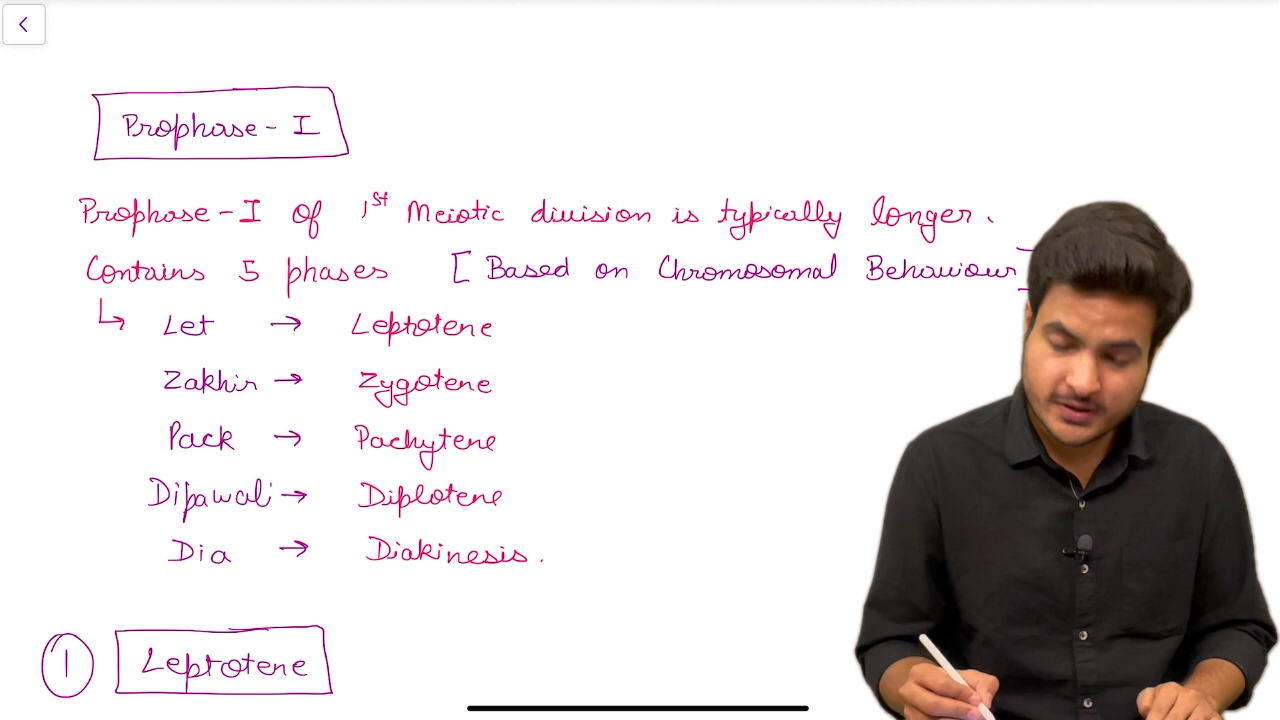 Prophase - I
Prophase - I of 1st Meiotic division is typically longer.
Contains 5 phases [ Based on Chromosomal Behaviour ]
↳ Let → Leptotene
Zakhir → Zygotene
Pack → Pachytene
Dipawali → Diplotene
Dia → Diakinesis.
1 Leptotene